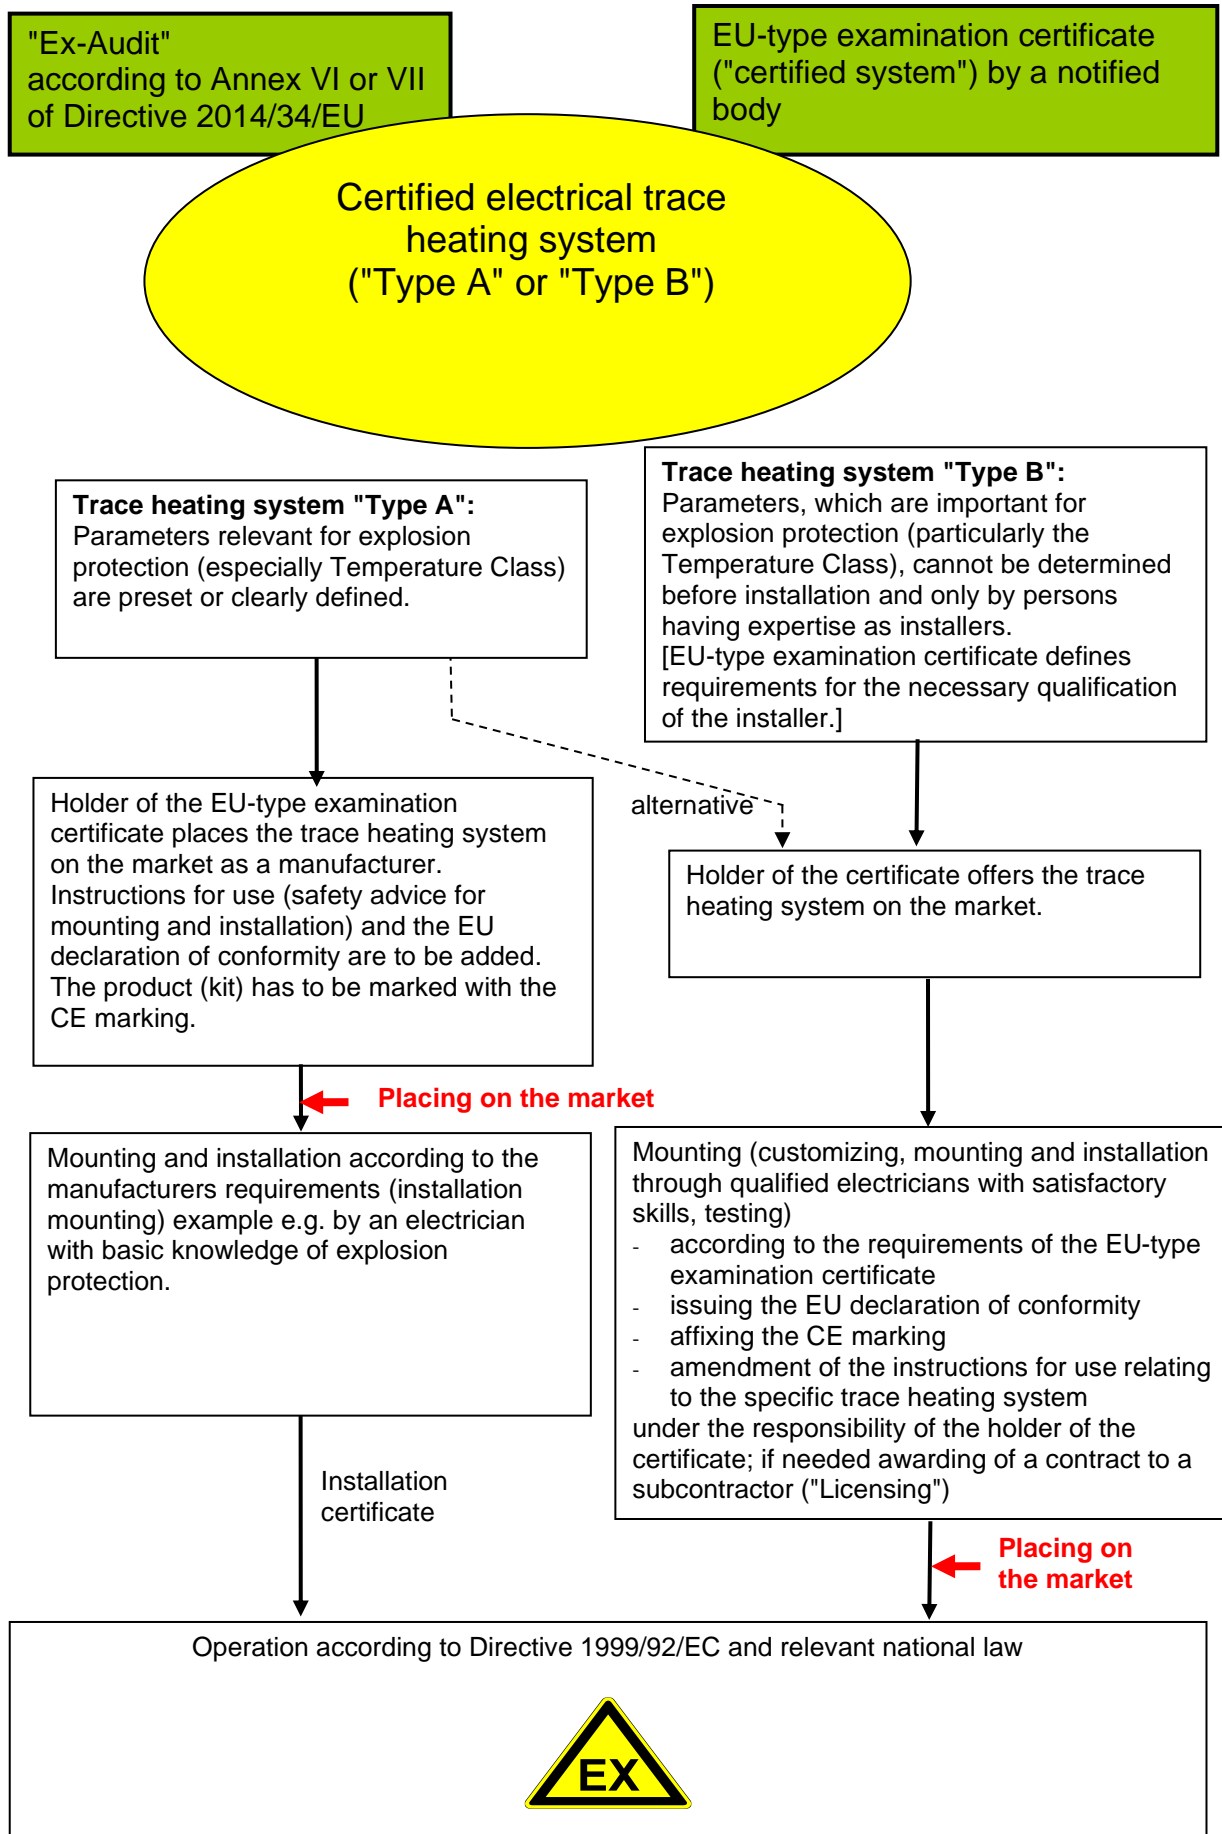 "Ex-Audit"
according to Annex VI or VII
of Directive 2014/34/EU
EU-type examination certificate
("certified system") by a notified
body
Certified electrical trace
heating system
("Type A" or "Type B")
Trace heating system "Type A":
Parameters relevant for explosion
protection (especially Temperature Class)
are preset or clearly defined.
Trace heating system "Type B":
Parameters, which are important for
explosion protection (particularly the
Temperature Class), cannot be determined
before installation and only by persons
having expertise as installers.
[EU-type examination certificate defines
requirements for the necessary qualification
of the installer.]
Holder of the EU-type examination
certificate places the trace heating system
on the market as a manufacturer.
Instructions for use (safety advice for
mounting and installation) and the EU
declaration of conformity are to be added.
The product (kit) has to be marked with the
CE marking.
alternative
Holder of the certificate offers the trace
heating system on the market.
Placing on the market
Mounting and installation according to the
manufacturers requirements (installation
mounting) example e.g. by an electrician
with basic knowledge of explosion
protection.
Mounting (customizing, mounting and installation
through qualified electricians with satisfactory
skills, testing)
- according to the requirements of the EU-type
examination certificate
- issuing the EU declaration of conformity
- affixing the CE marking
- amendment of the instructions for use relating
to the specific trace heating system
under the responsibility of the holder of the
certificate; if needed awarding of a contract to a
subcontractor ("Licensing")
Installation
certificate
Placing on
the market
Operation according to Directive 1999/92/EC and relevant national law
EX